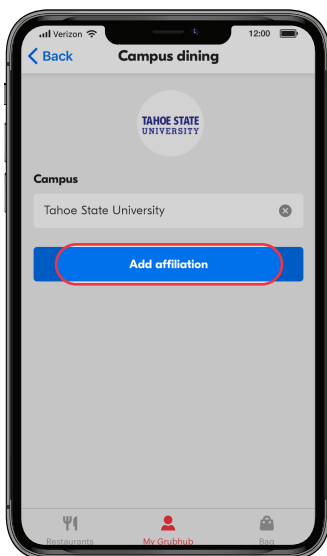 Verizon 12:00
Back Campus dining
TAHOE STATE
UNIVERSITY
Campus
Tahoe State University
Add affiliation
Restaurants My Grubhub Bag